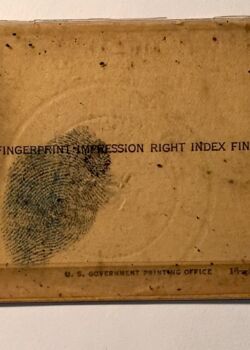 FINGERPRINT IMPRESSION RIGHT INDEX FIN
U. S. GOVERNMENT PRINTING OFFICE